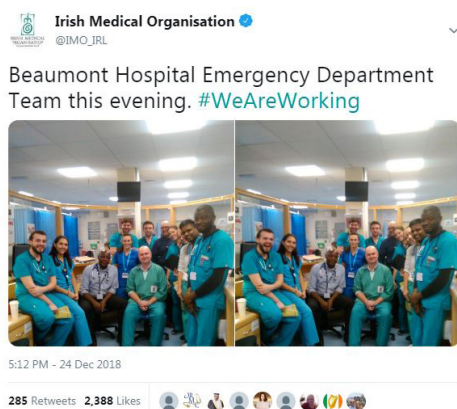 Irish Medical Organisation
@IMO_IRL
Beaumont Hospital Emergency Department
Team this evening. #WeAreWorking
5:12 PM - 24 Dec 2018
285 Retweets 2,388 Likes